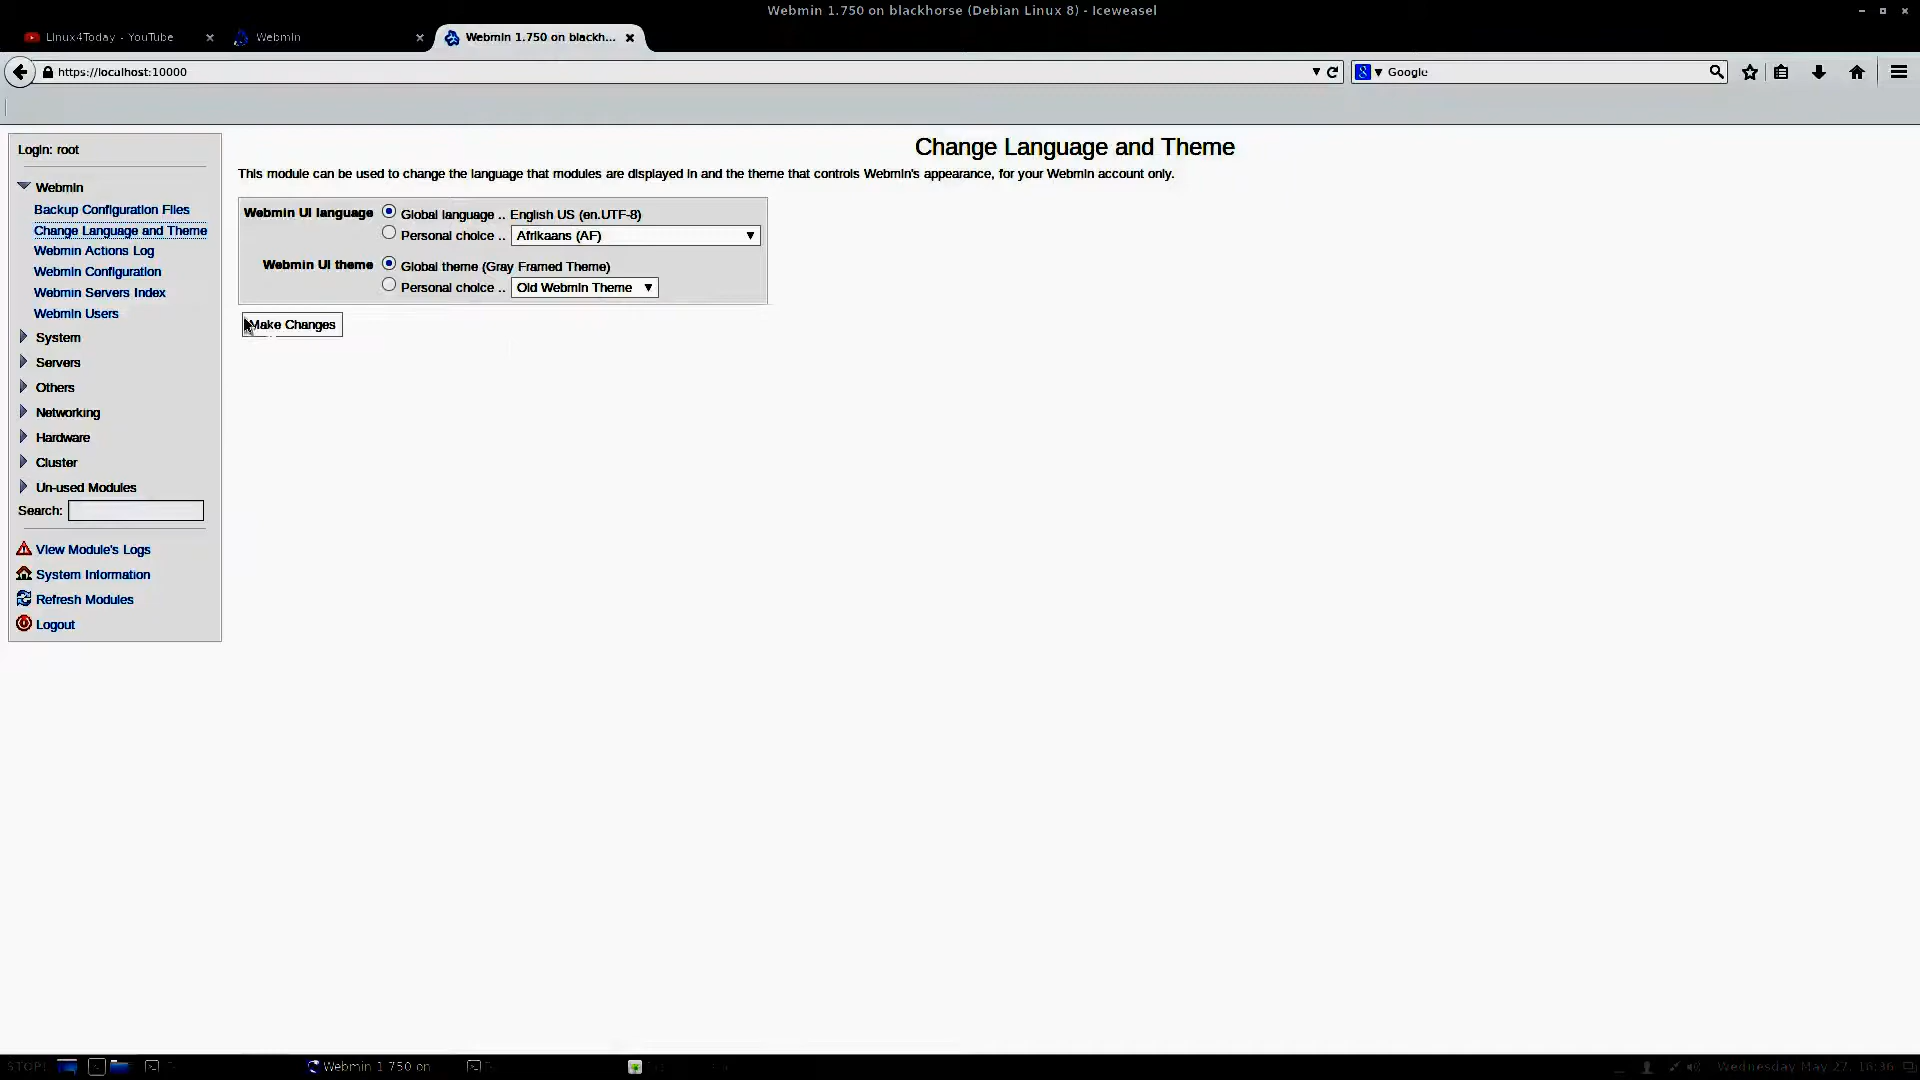 Webmin 1.750 on blackhorse (Debian Linux 8) - Iceweasel
Linux4Today - YouTube
Webmin
Webmin 1.750 on blackh...
https://localhost:10000
Google
Login: root
Webmin
Backup Configuration Files
Change Language and Theme
Webmin Actions Log
Webmin Configuration
Webmin Servers Index
Webmin Users
System
Servers
Others
Networking
Hardware
Cluster
Un-used Modules
Search:
View Module's Logs
System Information
Refresh Modules
Logout
Change Language and Theme
This module can be used to change the language that modules are displayed in and the theme that controls Webmin's appearance, for your Webmin account only.
Webmin UI language
Global language .. English US (en.UTF-8)
Personal choice .. Afrikaans (AF)
Webmin UI theme
Global theme (Gray Framed Theme)
Personal choice .. Old Webmin Theme
Make Changes
STOP!
Webmin 1 750 on
Wednesday May 27, 16:36